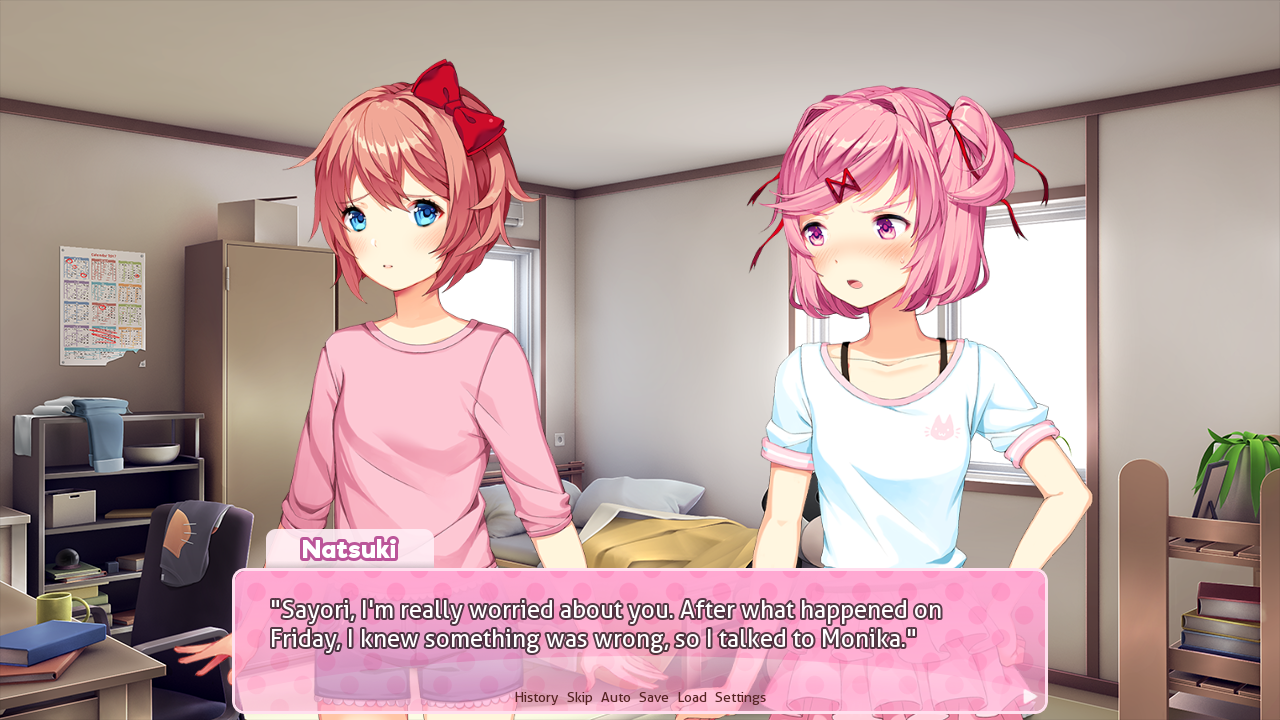 Natsuki
"Sayori, I'm really worried about you. After what happened on
Friday, I knew something was wrong, so I talked to Monika."
History Skip Auto Save Load Settings